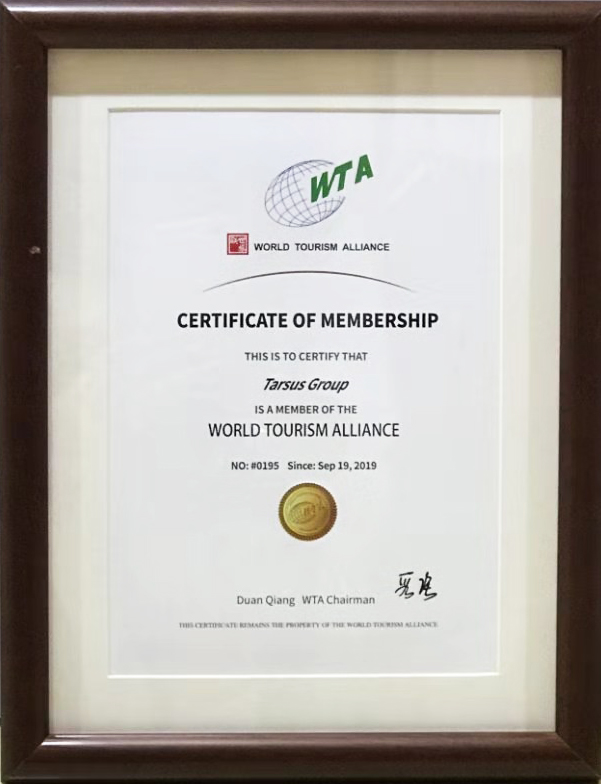 WTA
WORLD TOURISM ALLIANCE
CERTIFICATE OF MEMBERSHIP
THIS IS TO CERTIFY THAT
Tarsus Group
IS A MEMBER OF THE
WORLD TOURISM ALLIANCE
NO: #0195 Since: Sep 19, 2019
WTA
Duan Qiang WTA Chairman
THIS CERTIFICATE REMAINS THE PROPERTY OF THE WORLD TOURISM ALLIANCE